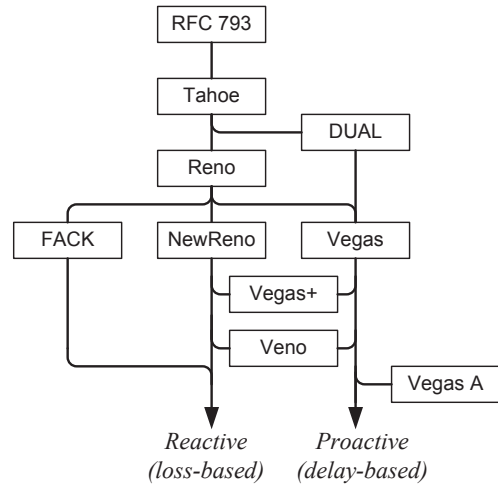 RFC 793
Tahoe
DUAL
Reno
FACK
NewReno
Vegas
Vegas+
Veno
Vegas A
Reactive
(loss-based)
Proactive
(delay-based)